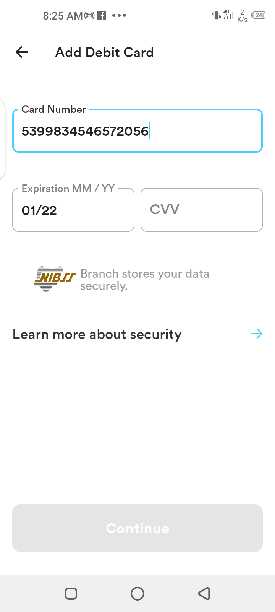 8:25 AM
Add Debit Card
Card Number
5399834546572056
Expiration MM / YY
01/22
CVV
NIBSS
Branch stores your data
securely.
Learn more about security
Continue